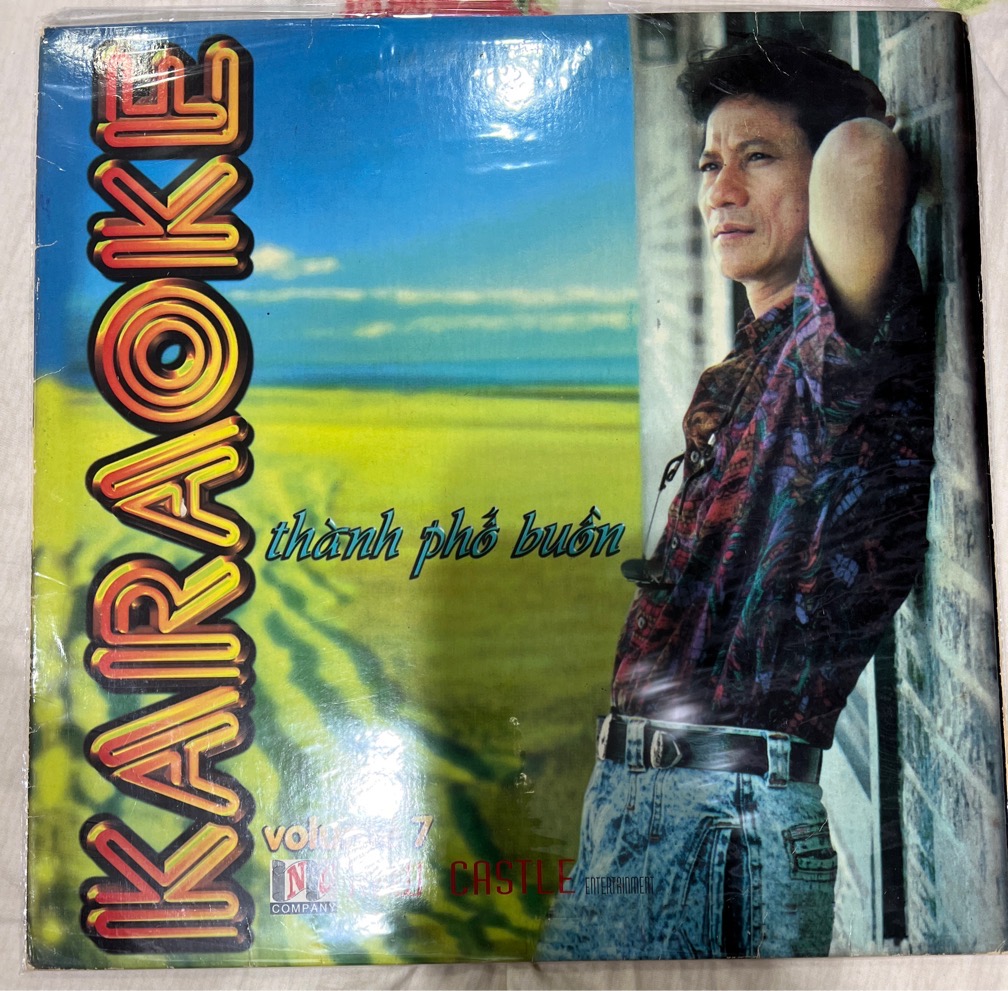 KARAOKE
thành phố buồn
volume 7
N
COMPANY
CASTLE ENTERTAINMENT